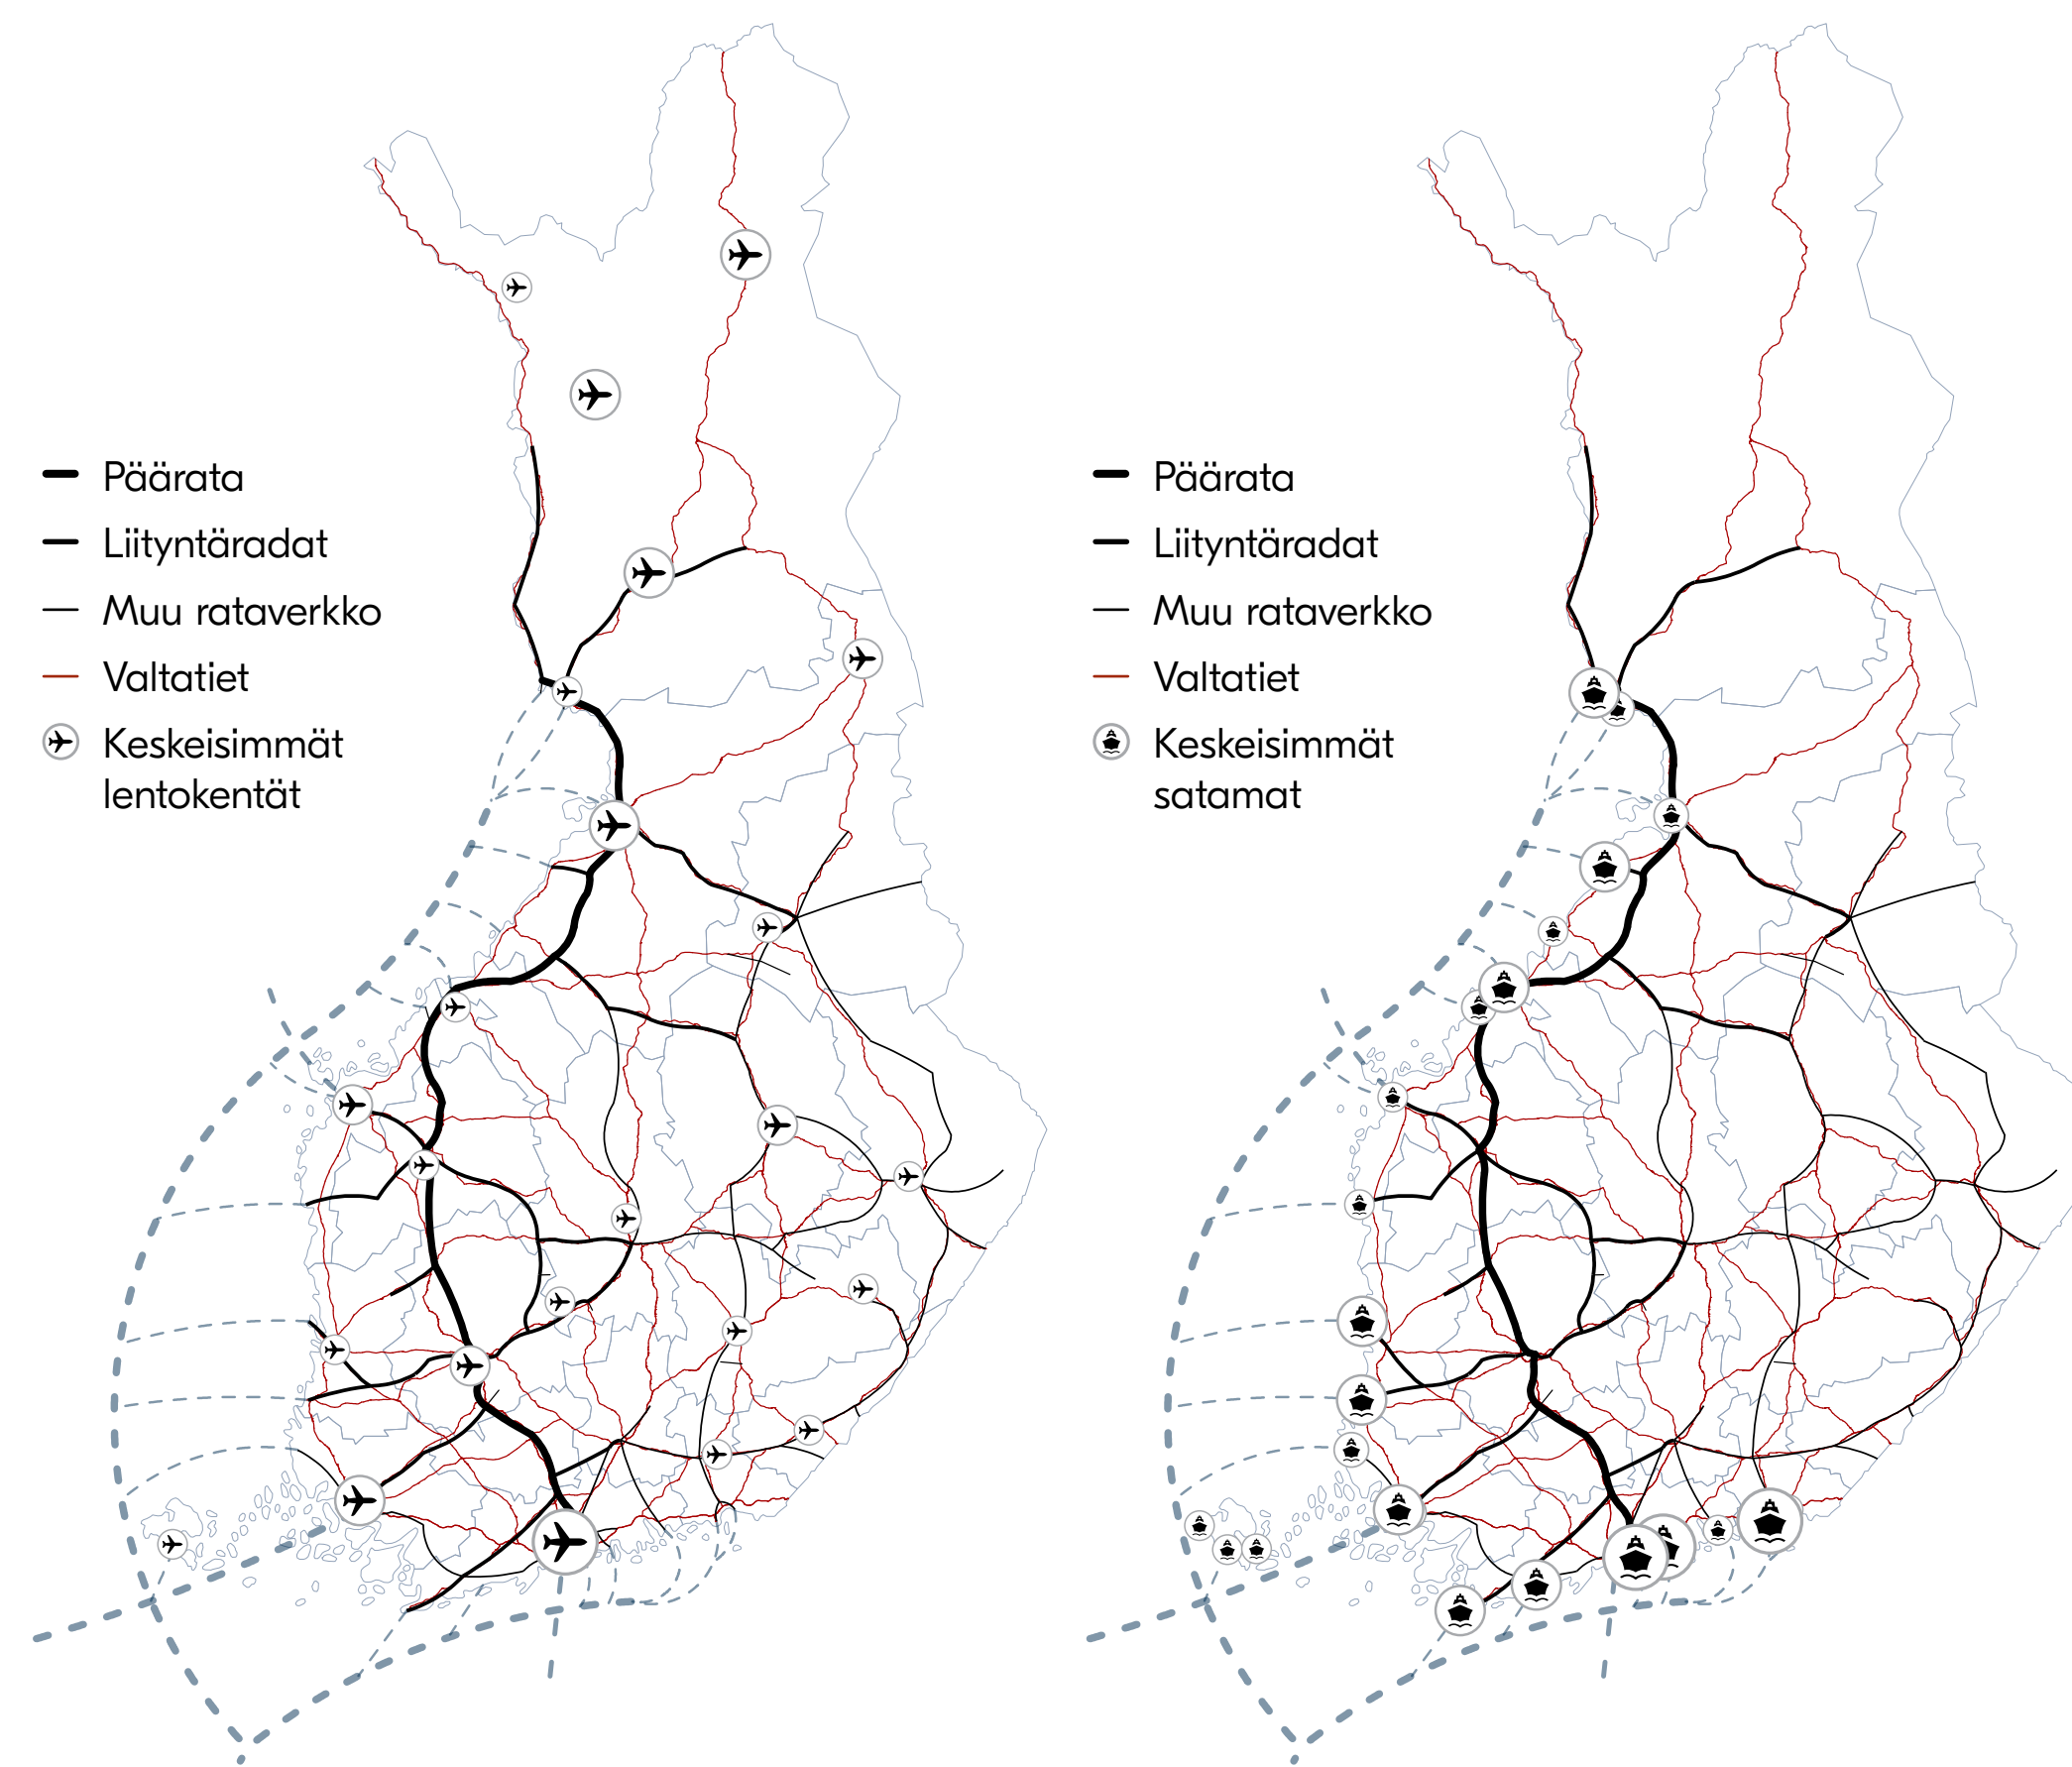 Päärata
Liityntäradat
Muu rataverkko
Valtatiet
Keskeisimmät
lentokentät
Päärata
Liityntäradat
Muu rataverkko
Valtatiet
Keskeisimmät
satamat